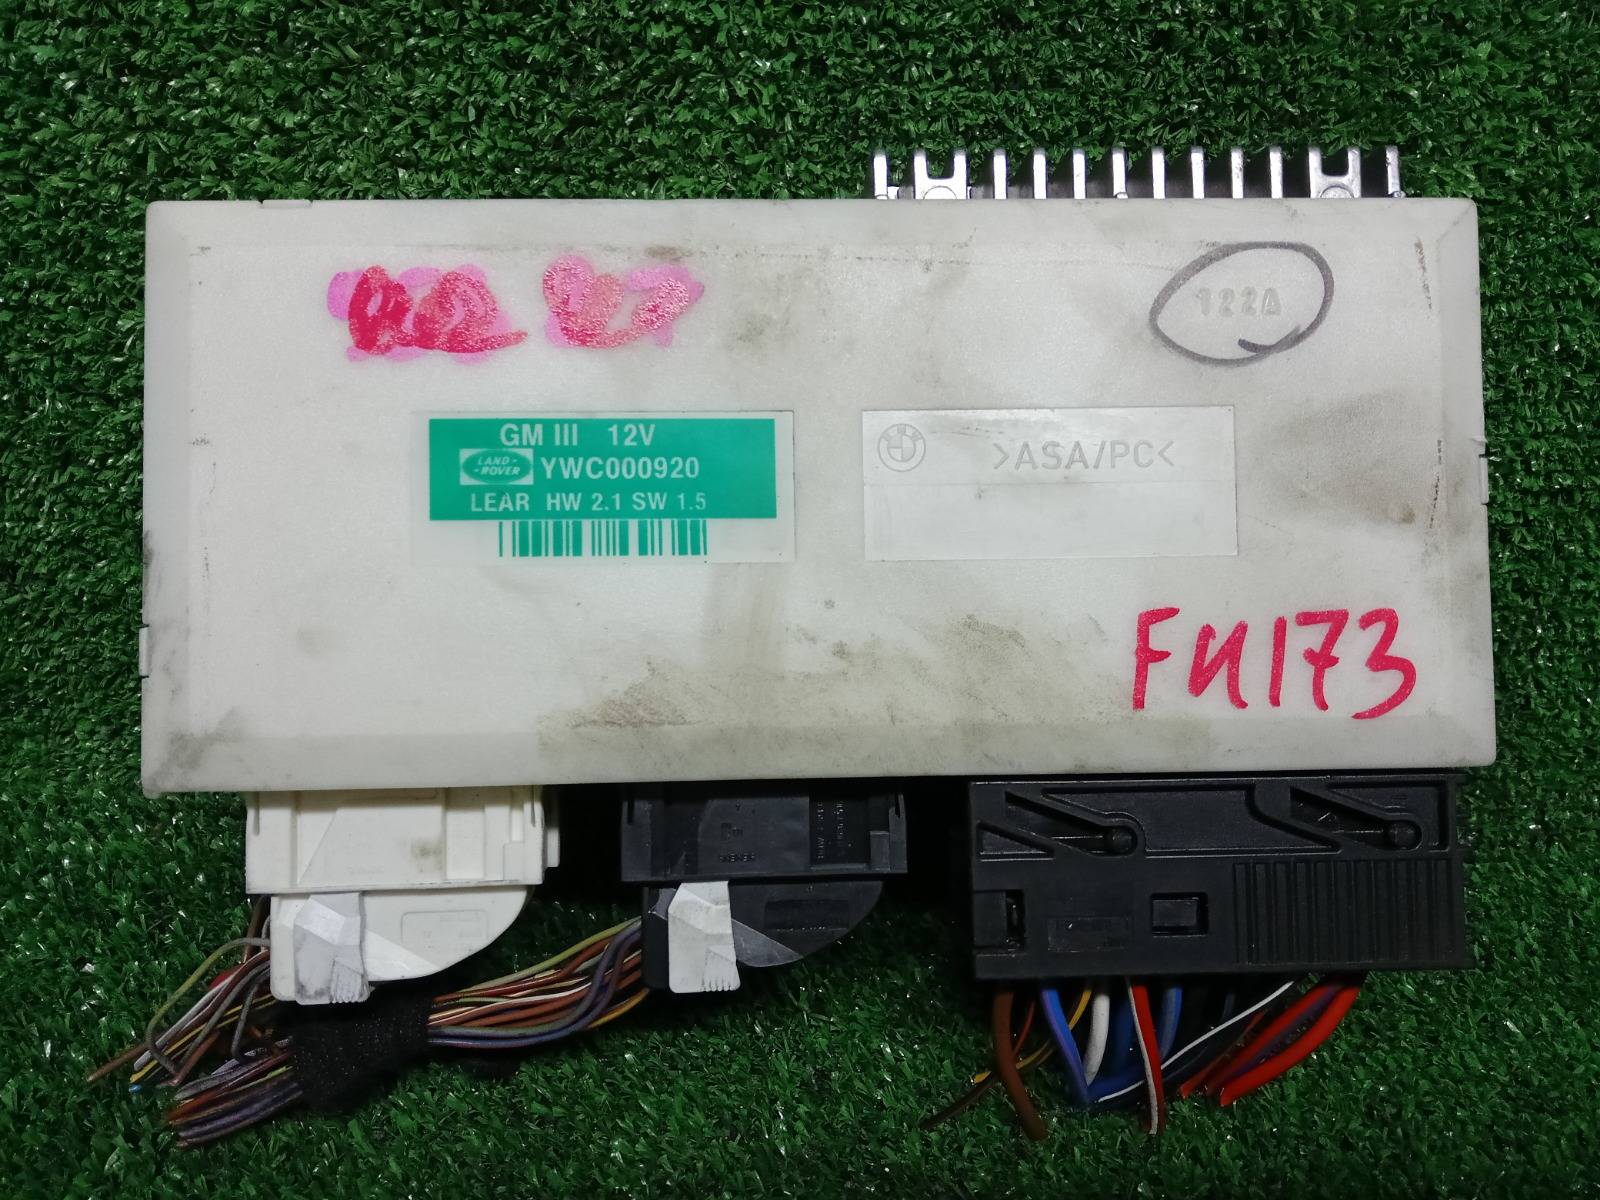 122A
GM III 12V
LAND-
-ROVER
YWC000920
LEAR HW 2.1 SW 1.5
>ASA/PC<
FU173